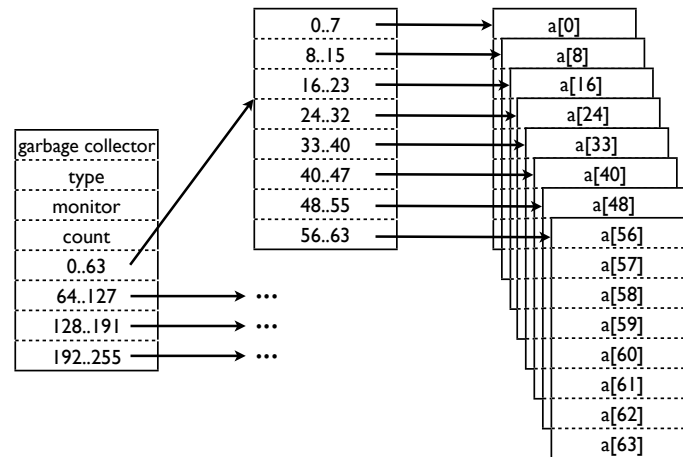 garbage collector
type
monitor
count
0..63
64..127
128..191
192..255
...
...
...
0..7
8..15
16..23
24..32
33..40
40..47
48..55
56..63
a[0]
a[8]
a[16]
a[24]
a[33]
a[40]
a[48]
a[56]
a[57]
a[58]
a[59]
a[60]
a[61]
a[62]
a[63]